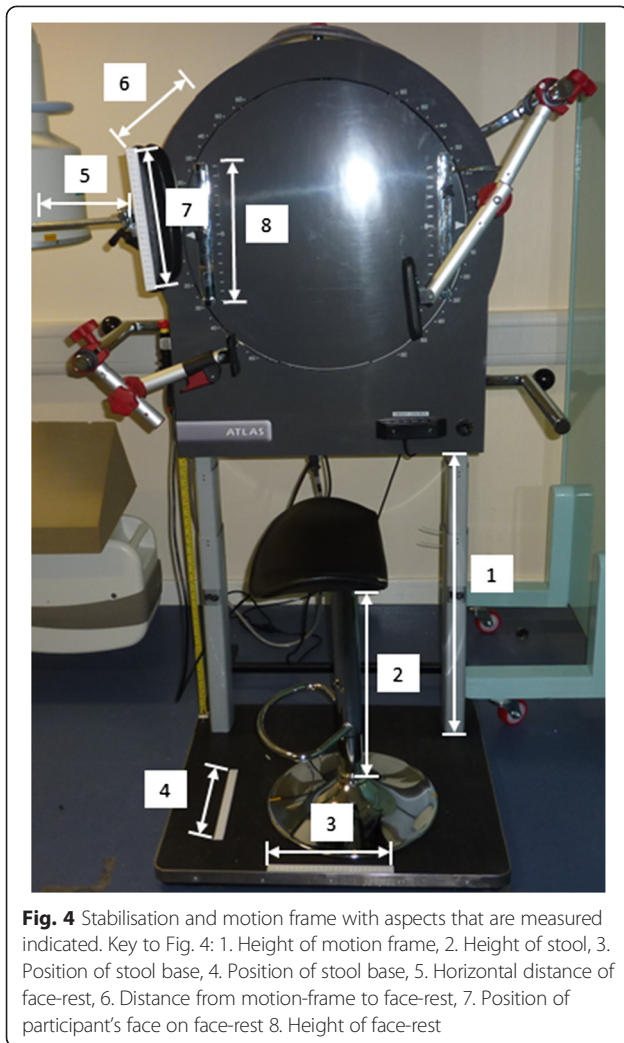 6
5
7
8
ATLAS
1
2
4
3
Fig. 4 Stabilisation and motion frame with aspects that are measured
indicated. Key to Fig. 4: 1. Height of motion frame, 2. Height of stool, 3.
Position of stool base, 4. Position of stool base, 5. Horizontal distance of
face-rest, 6. Distance from motion-frame to face-rest, 7. Position of
participant's face on face-rest 8. Height of face-rest